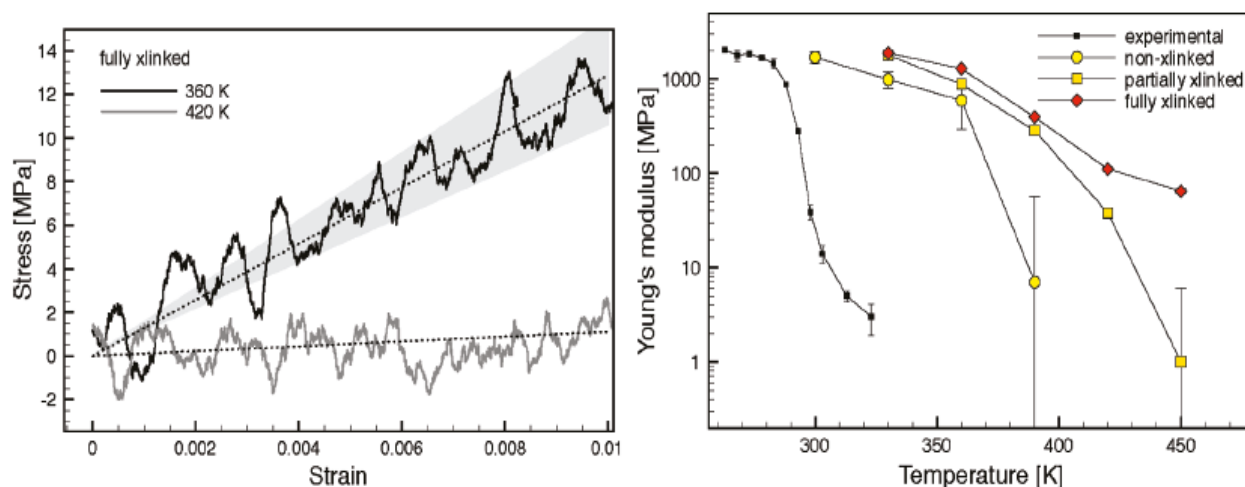 fully xlinked
360 K
420 K
14
12
10
8
6
4
2
0
-2
Stress [MPa]
0
0.002
0.004
0.006
0.008
0.01
Strain
experimental
non-xlinked
partially xlinked
fully xlinked
1000
100
10
1
Young's modulus [MPa]
300
350
400
450
Temperature [K]